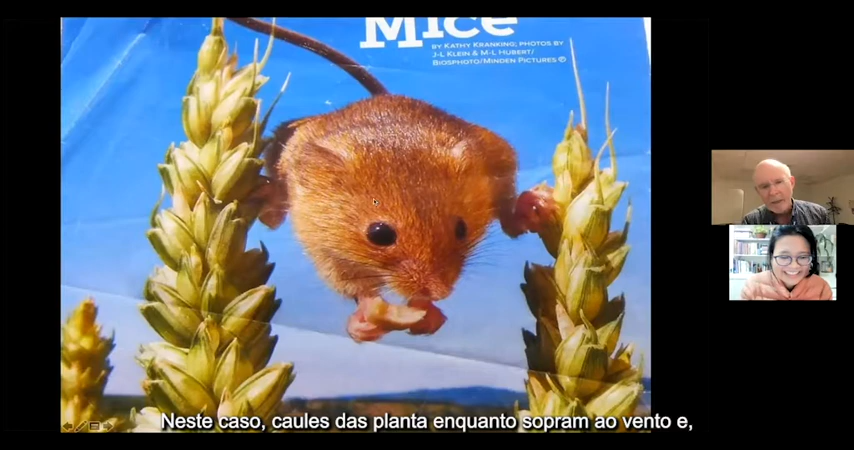 MICe
BY KATHY KRANKING; PHOTOS BY
J-L KLEIN & M-L HUBERT/
BIOSPHOTO/MINDEN PICTURES ©
Neste caso, caules das planta enquanto sopram ao vento e,